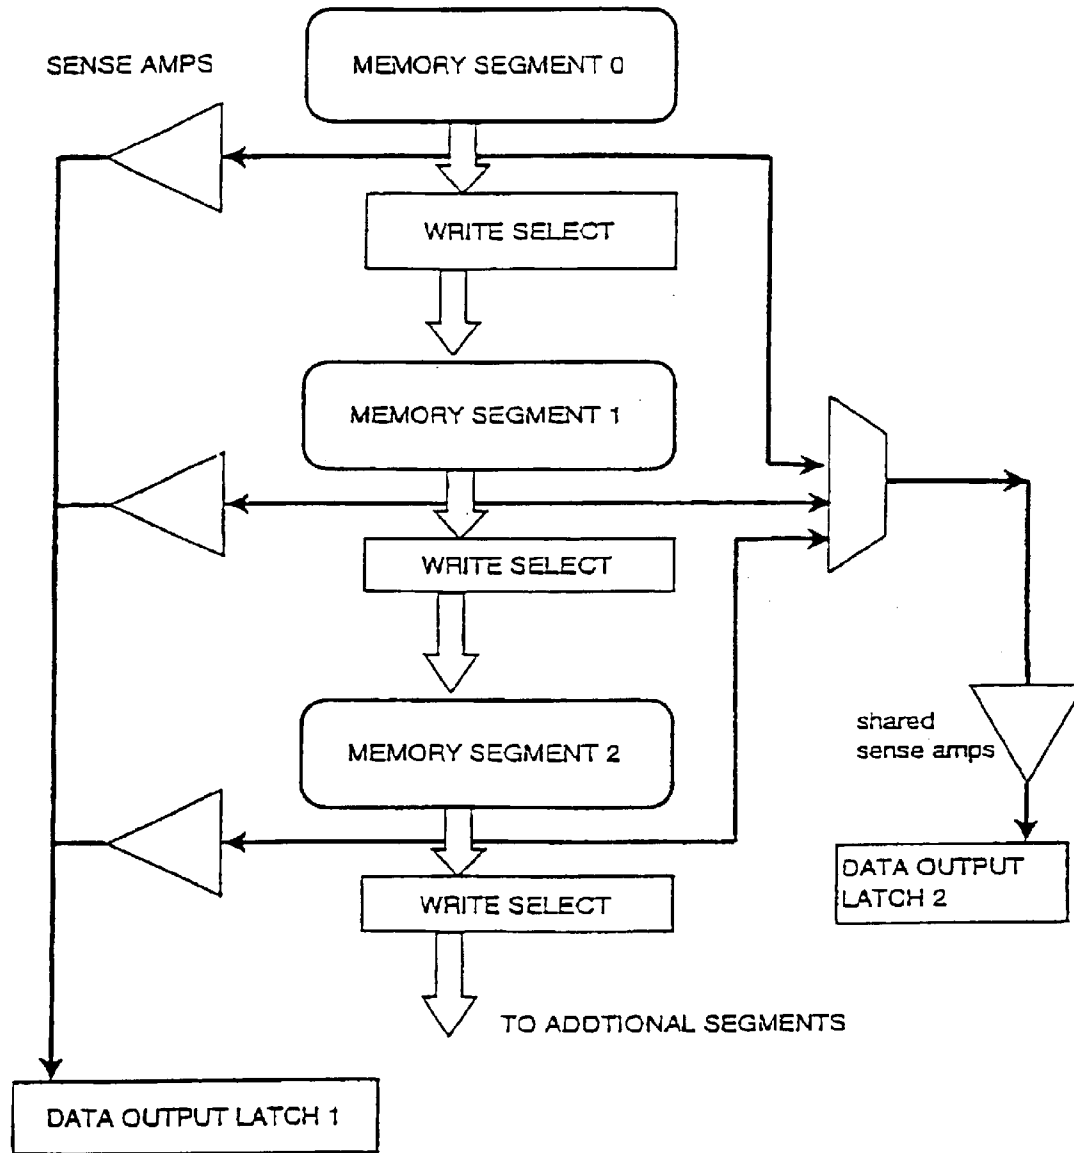 SENSE AMPS
MEMORY SEGMENT 0
WRITE SELECT
MEMORY SEGMENT 1
WRITE SELECT
MEMORY SEGMENT 2
shared
sense amps
WRITE SELECT
DATA OUTPUT
LATCH 2
TO ADDTIONAL SEGMENTS
DATA OUTPUT LATCH 1